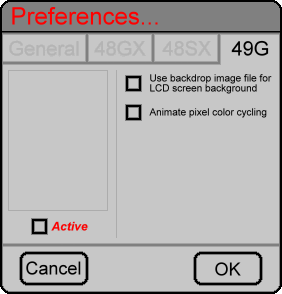 Preferences...
General 48GX 48SX 49G
Use backdrop image file for
LCD screen background
Animate pixel color cycling
Active
Cancel OK